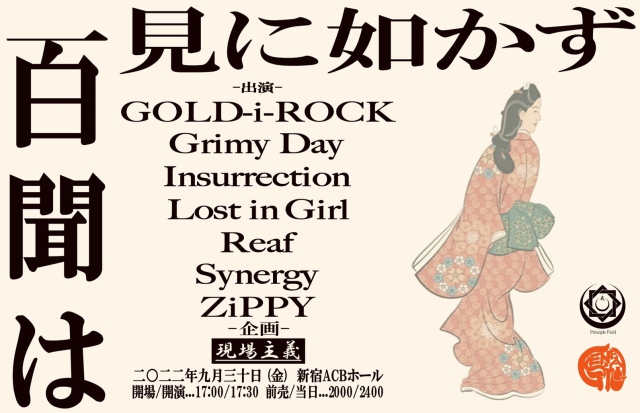 百聞は
見に如かず
-出演-
GOLD-i-ROCK
Grimy Day
Insurrection
Lost in Girl
Reaf
Synergy
ZiPPY
-企画-
現場主義
二〇二二年九月三十日(金) 新宿ACBホール
開場/開演...17:00/17:30 前売/当日...2000/2400
Principle Field